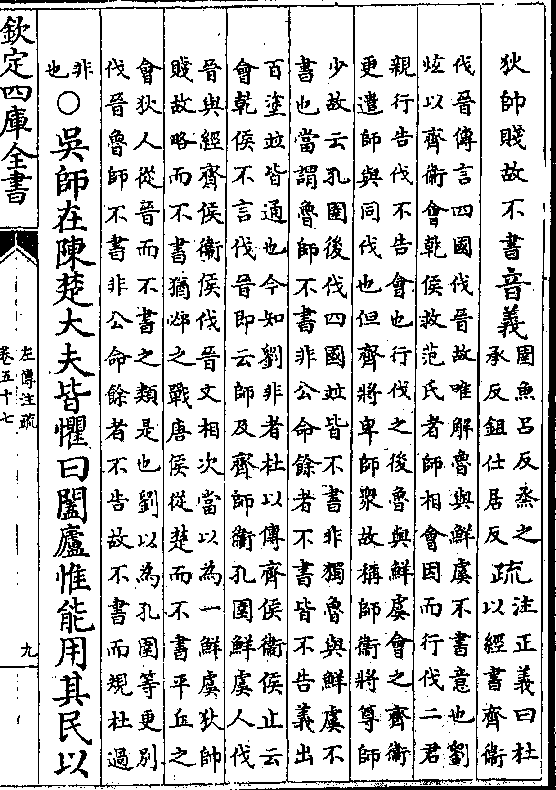 狄帥賤故不書音義圉魚呂反烝之
承反鉏仕居反疏注正義曰杜
以經書齊衛
伐晉傳言四國伐晉故唯解魯與鮮虞不書意也劉
炫以齊衛會乾侯救范氏者師相會因而行伐二君
親行告伐不告會也行伐之後魯與鮮虞會之齊衛
更遣師與同伐也但齊將卑師衆故稱師衛將尊師
少故云孔圉後伐四國並皆不書非獨魯與鮮虞不
書也當謂魯師不書非公命餘者不書皆不告義出
百塗並皆通也今知劉非者杜以傳齊侯衛侯止云
會乾侯不言伐晉即云師及齊師衛孔圉鮮虞人伐
晉與經齊侯衛侯伐晉文相次當以為一鮮虞狄帥
賤故略而不書猶邲之戰唐侯從楚而不書平丘之
會狄人從晉而不書之類是也劉以為孔圉等更别
伐晉魯師不書非公命餘者不告故不書而規杜過
非也○吳師在陳楚大夫皆懼曰闔廬惟能用其民以
欽定四庫全書
左傳注疏
卷五十七
九